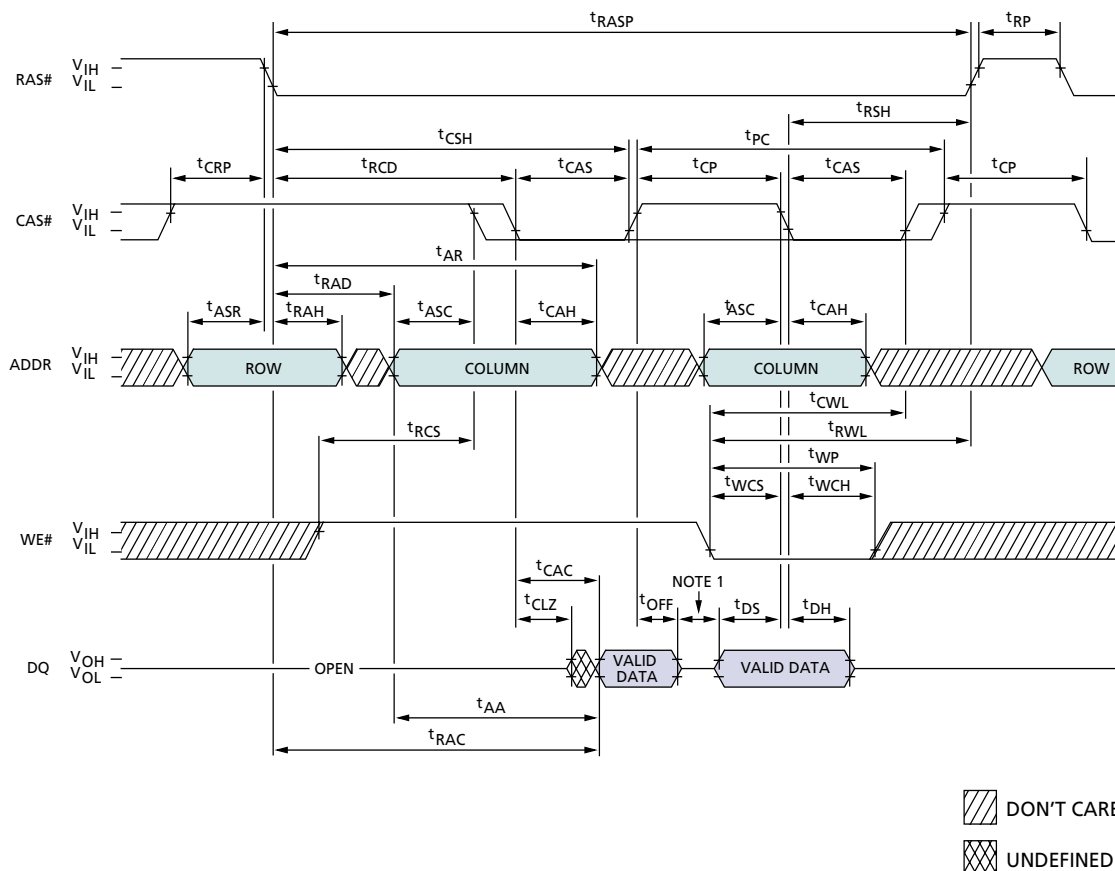 tRASP
tRP
RAS#
VIH
VIL
tRSH
tCSH
tPC
tCRP
tRCD
tCAS
tCP
tCAS
tCP
CAS#
VIH
VIL
tAR
tRAD
tASR
tRAH
tASC
tCAH
tASC
tCAH
ADDR
VIH
VIL
ROW
COLUMN
COLUMN
ROW
tCWL
tRCS
tRWL
tWP
tWCS
tWCH
WE#
VIH
VIL
tCAC
NOTE 1
tCLZ
tOFF
tDS
tDH
DQ
VOH
VOL
OPEN
VALID
DATA
VALID DATA
tAA
tRAC
DON'T CARE
UNDEFINED